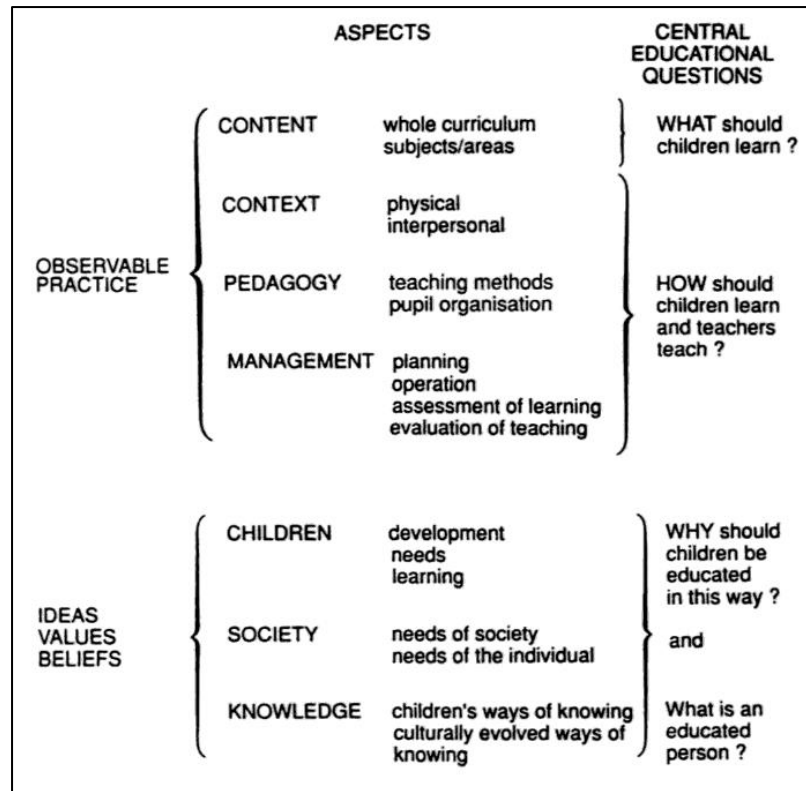 ASPECTS
CENTRAL
EDUCATIONAL
QUESTIONS
OBSERVABLE
PRACTICE
CONTENT
whole curriculum
subjects/areas
WHAT should
children learn ?
CONTEXT
physical
interpersonal
PEDAGOGY
teaching methods
pupil organisation
MANAGEMENT
planning
operation
assessment of learning
evaluation of teaching
HOW should
children learn
and teachers
teach ?
IDEAS
VALUES
BELIEFS
CHILDREN
development
needs
learning
SOCIETY
needs of society
needs of the individual
KNOWLEDGE
children's ways of knowing
culturally evolved ways of
knowing
WHY should
children be
educated
in this way ?
and
What is an
educated
person ?